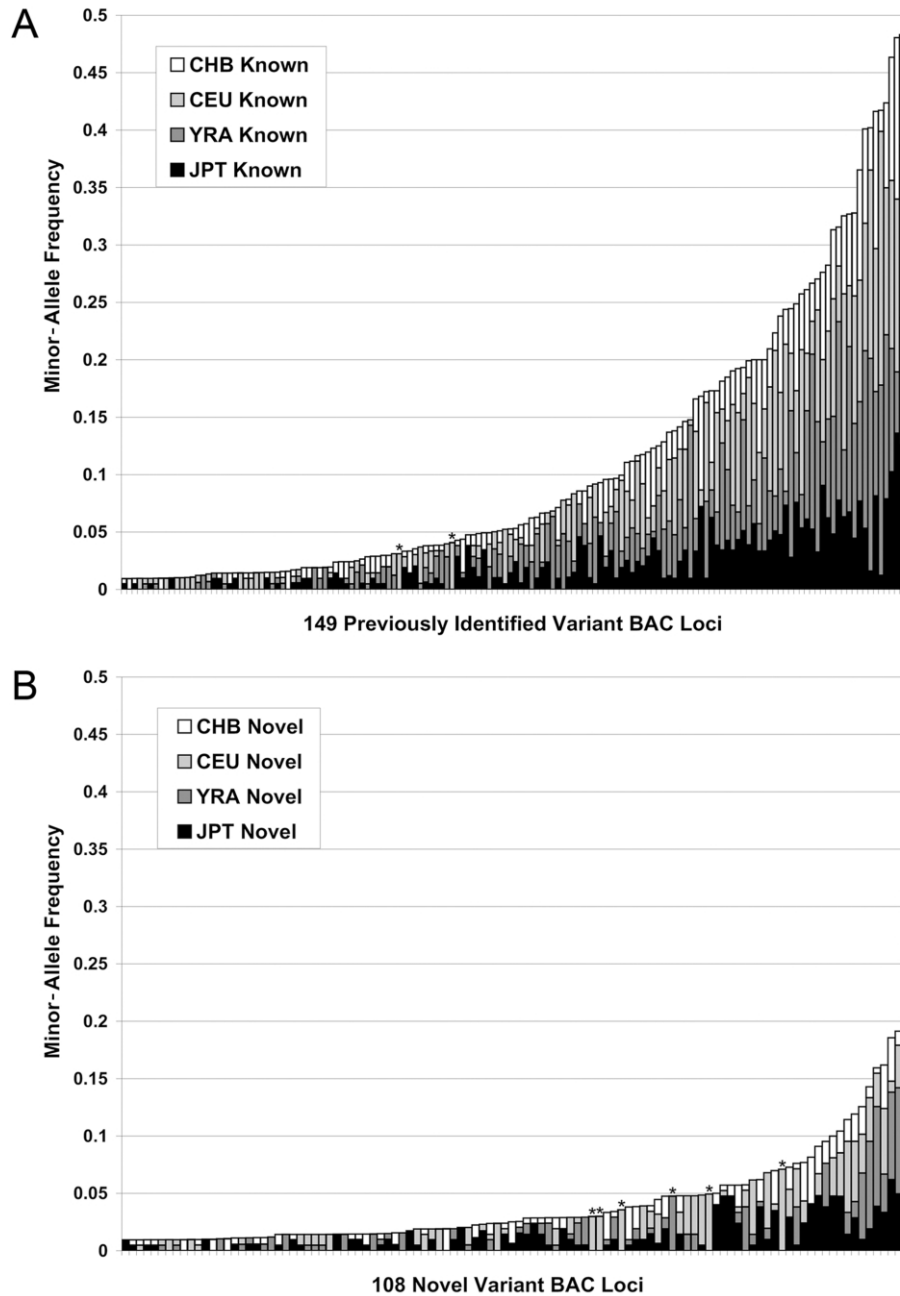 A
0.5
0.45
0.4
0.35
0.3
0.25
0.2
0.15
0.1
0.05
0
Minor-Allele Frequency
CHB Known
CEU Known
YRA Known
JPT Known
*
*
149 Previously Identified Variant BAC Loci
B
0.5
0.45
0.4
0.35
0.3
0.25
0.2
0.15
0.1
0.05
0
Minor-Allele Frequency
CHB Novel
CEU Novel
YRA Novel
JPT Novel
**
*
*
*
*
108 Novel Variant BAC Loci